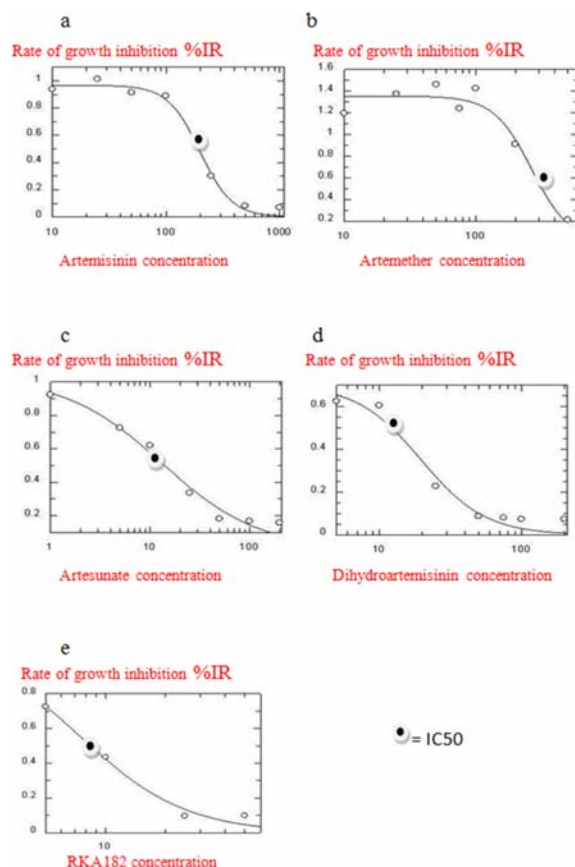 a
Rate of growth inhibition %IR
1
0.8
0.6
0.4
0.2
0
10
100
1000
Artemisinin concentration
b
Rate of growth inhibition %IR
1.6
1.4
1.2
1
0.8
0.6
0.4
0.2
10
100
Artemether concentration
c
Rate of growth inhibition %IR
1
0.8
0.6
0.4
0.2
1
10
100
Artesunate concentration
d
Rate of growth inhibition %IR
0.6
0.4
0.2
0
10
100
Dihydroartemisinin concentration
e
Rate of growth inhibition %IR
0.8
0.6
0.4
0.2
0
10
RKA182 concentration
= IC50